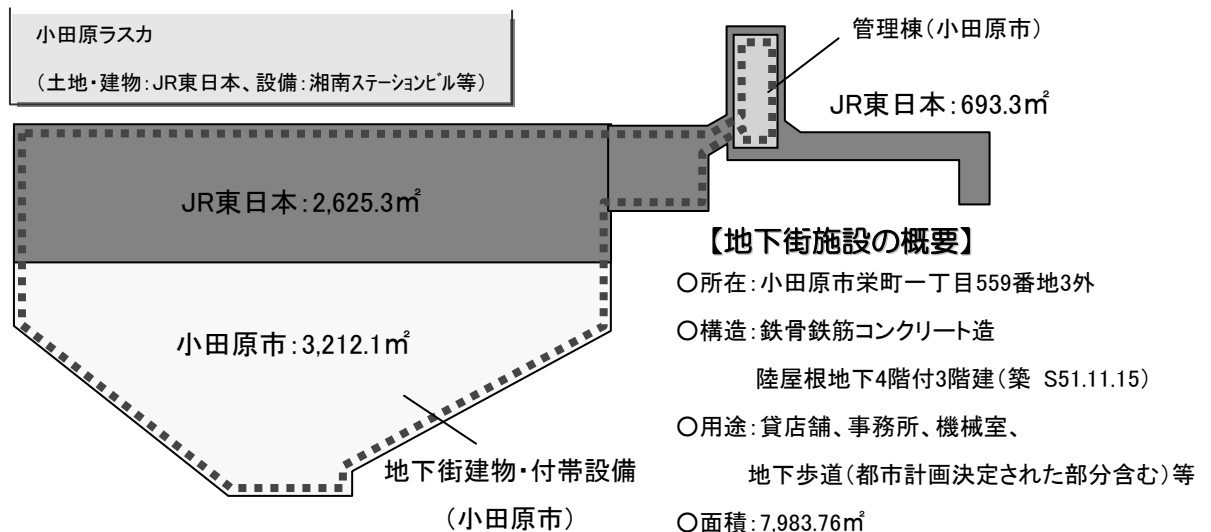 小田原ラスカ
（土地・建物：JR東日本、設備：湘南ステーションビル等）
管理棟（小田原市）
JR東日本：693.3㎡
JR東日本：2,625.3㎡
小田原市：3,212.1㎡
地下街建物・付帯設備
（小田原市）
【地下街施設の概要】
○所在：小田原市栄町一丁目559番地3外
○構造：鉄骨鉄筋コンクリート造
陸屋根地下4階付3階建（築 S51.11.15）
○用途：貸店舗、事務所、機械室、
地下歩道（都市計画決定された部分含む）等
○面積：7,983.76㎡